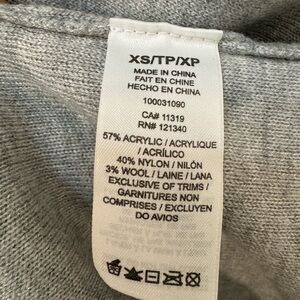 XS/TP/XP
MADE IN CHINA
FAIT EN CHINE
HECHO EN CHINA
100031090
CA# 11319
RN# 121340
57% ACRYLIC / ACRYLIQUE
/ ACRÍLICO
40% NYLON / NILÓN
3% WOOL / LAINE / LANA
EXCLUSIVE OF TRIMS /
GARNITURES NON
COMPRISES / EXCLUYEN
DO AVIOS